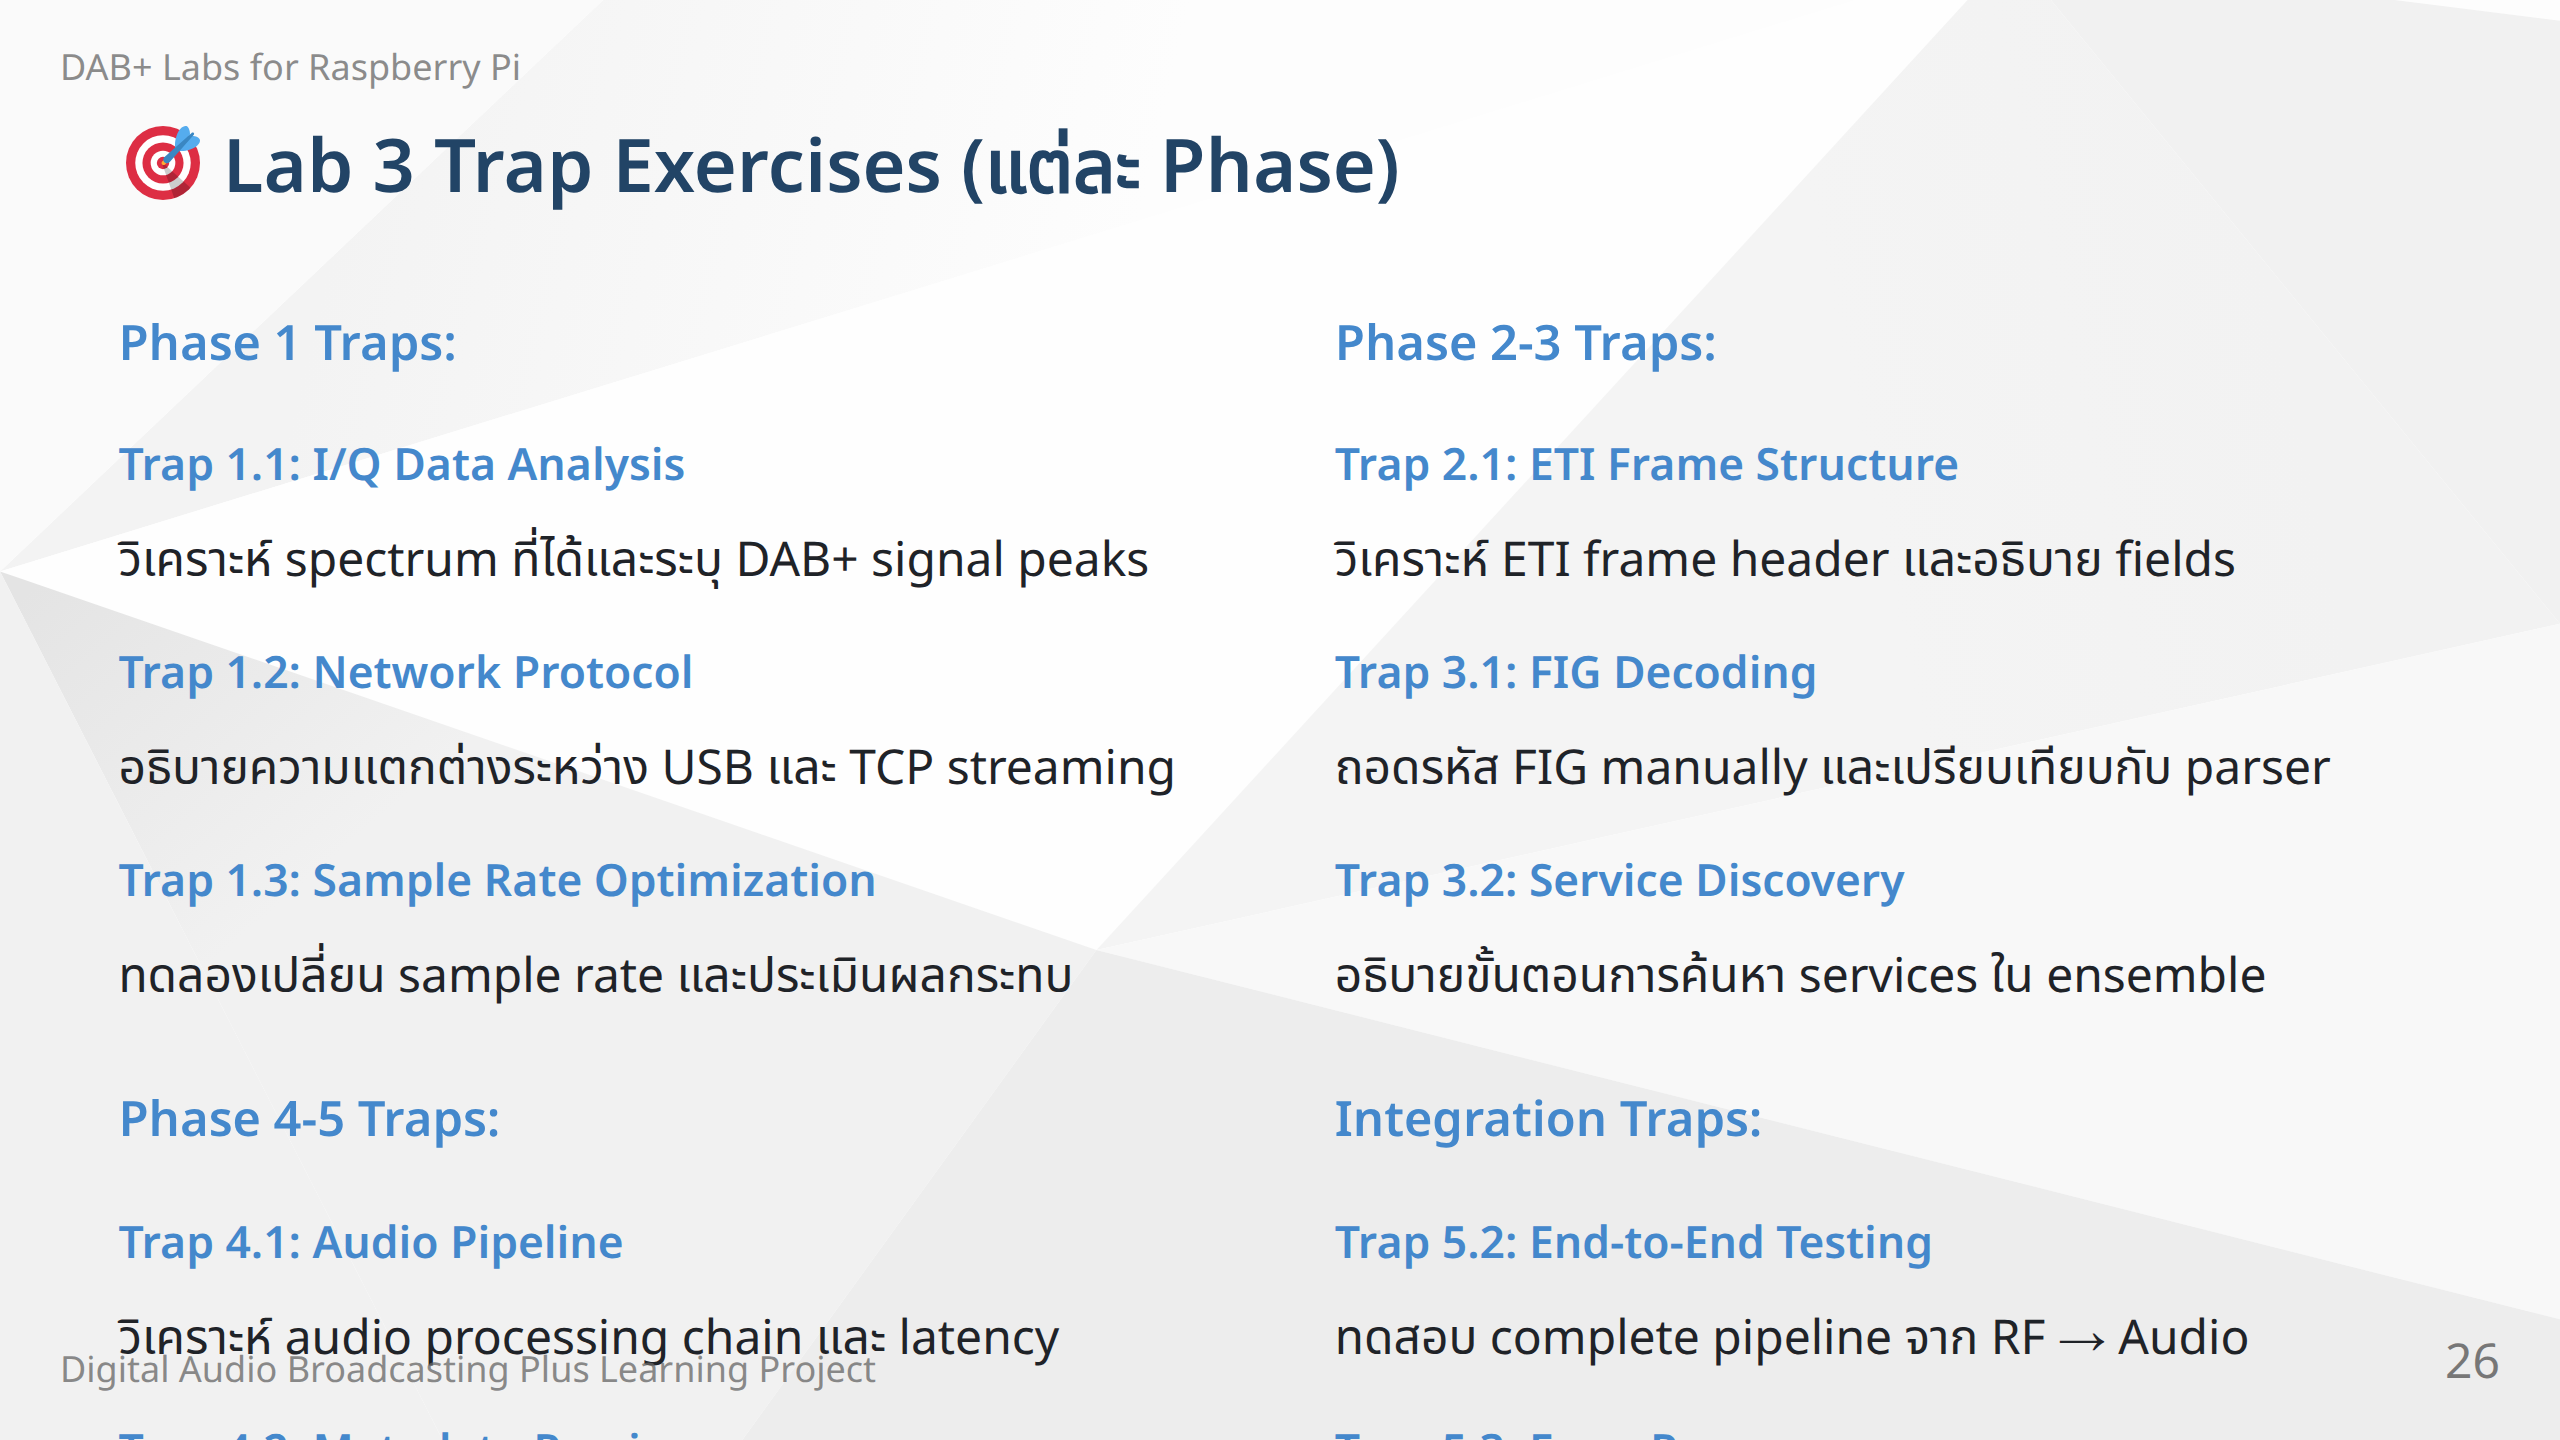 DAB+ Labs for Raspberry Pi
🎯 Lab 3 Trap Exercises (แต่ละ Phase)
Phase 1 Traps:
Trap 1.1: I/Q Data Analysis
วิเคราะห์ spectrum ที่ได้และระบุ DAB+ signal peaks
Trap 1.2: Network Protocol
อธิบายความแตกต่างระหว่าง USB และ TCP streaming
Trap 1.3: Sample Rate Optimization
ทดลองเปลี่ยน sample rate และประเมินผลกระทบ
Phase 4-5 Traps:
Trap 4.1: Audio Pipeline
วิเคราะห์ audio processing chain และ latency
Phase 2-3 Traps:
Trap 2.1: ETI Frame Structure
วิเคราะห์ ETI frame header และอธิบาย fields
Trap 3.1: FIG Decoding
ถอดรหัส FIG manually และเปรียบเทียบกับ parser
Trap 3.2: Service Discovery
อธิบายขั้นตอนการค้นหา services ใน ensemble
Integration Traps:
Trap 5.2: End-to-End Testing
ทดสอบ complete pipeline จาก RF → Audio
Digital Audio Broadcasting Plus Learning Project
26